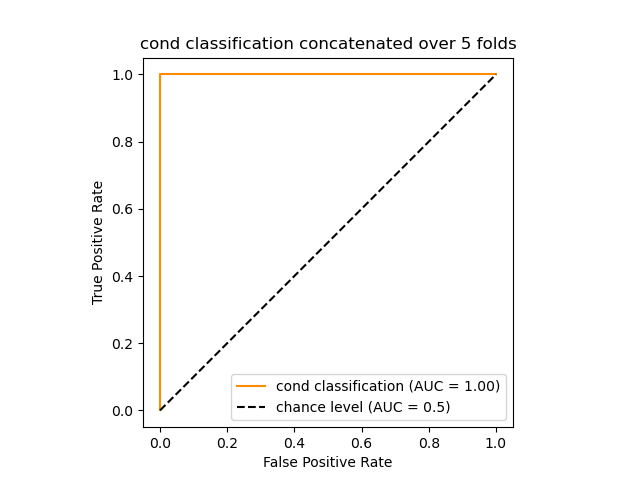 cond classification concatenated over 5 folds
True Positive Rate
1.0
0.8
0.6
0.4
0.2
0.0
cond classification (AUC = 1.00)
chance level (AUC = 0.5)
0.0 0.2 0.4 0.6 0.8 1.0
False Positive Rate